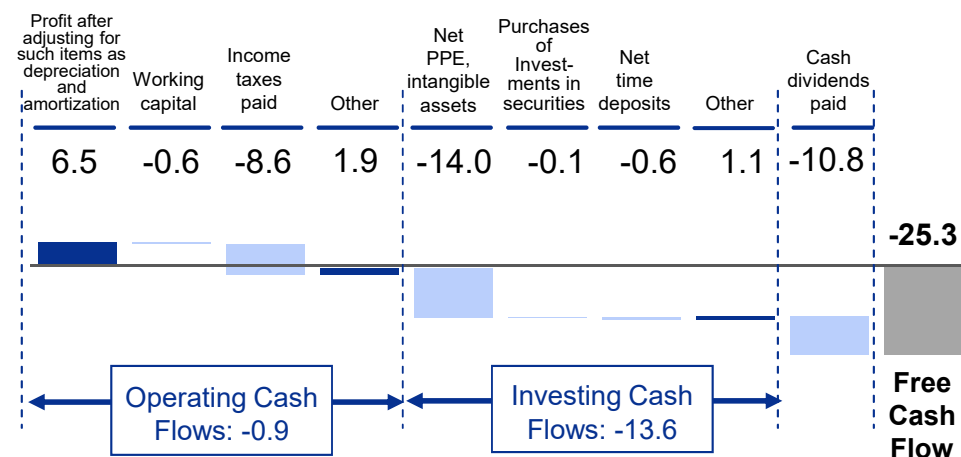 Profit after
adjusting for
such items as
depreciation
and
amortization
Working
capital
Income
taxes
paid
Other
Net
PPE,
intangible
assets
Purchases
of
Invest-
ments in
securities
Net
time
deposits
Other
Cash
dividends
paid
6.5
-0.6
-8.6
1.9
-14.0
-0.1
-0.6
1.1
-10.8
-25.3
Operating Cash
Flows: -0.9
Investing Cash
Flows: -13.6
Free
Cash
Flow